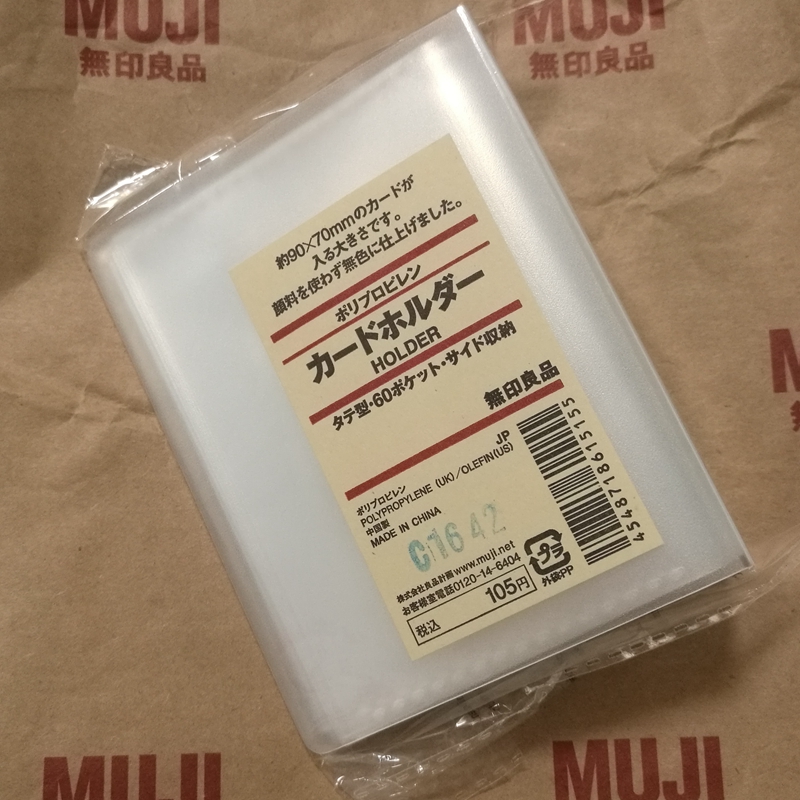 MUJI
無印良品
MUJI
無印良品
約90×70mmのカードが
入る大きさです。
顔料を使わず無色に仕上げました。
ポリプロピレン
カードホルダー
HOLDER
タテ型・60ポケット・サイド収納
無印良品
JP
ポリプロピレン
POLYPROPYLENE (UK)/OLEFIN(US)
中国製
MADE IN CHINA
C1642
株式会社良品計画 www.muji.net
お客様室電話0120-14-6404
税込 105円
プラ
外袋:PP
4548718615155
MUJI
MUJI